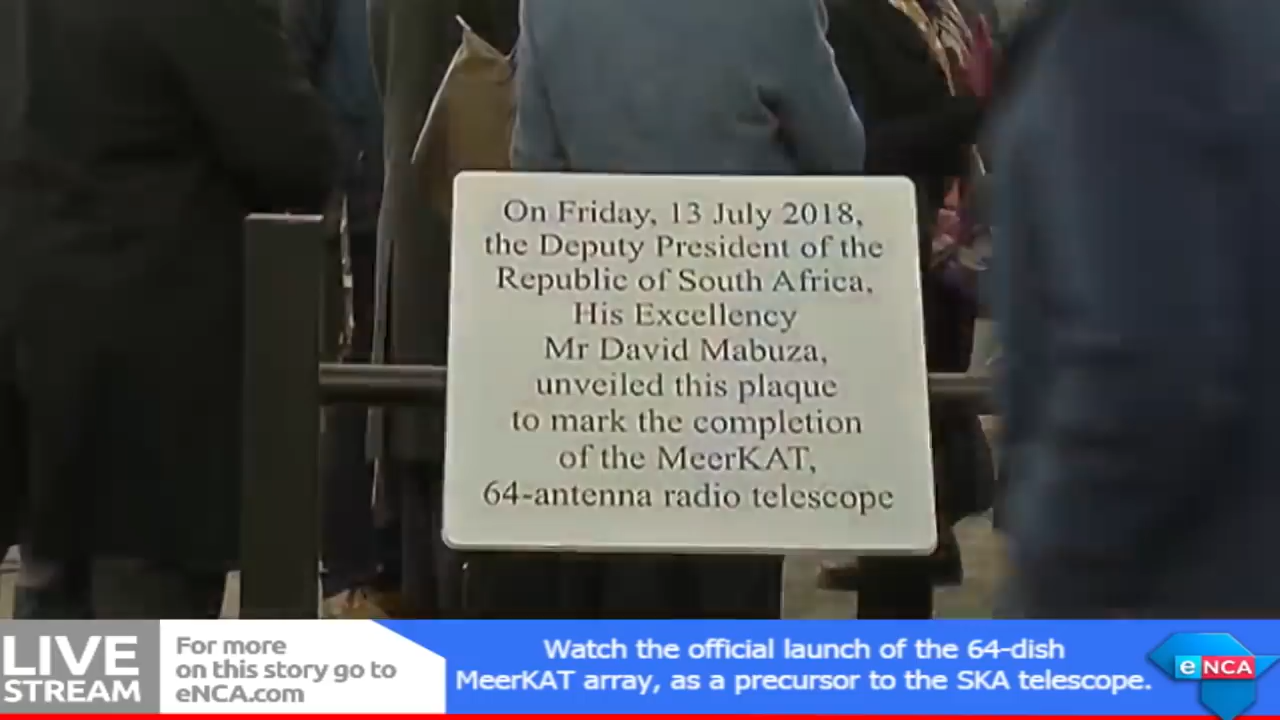 On Friday, 13 July 2018,
the Deputy President of the
Republic of South Africa,
His Excellency
Mr David Mabuza,
unveiled this plaque
to mark the completion
of the MeerKAT,
64-antenna radio telescope
LIVE
STREAM
For more
on this story go to
eNCA.com
Watch the official launch of the 64-dish
MeerKAT array, as a precursor to the SKA telescope.
eNCA